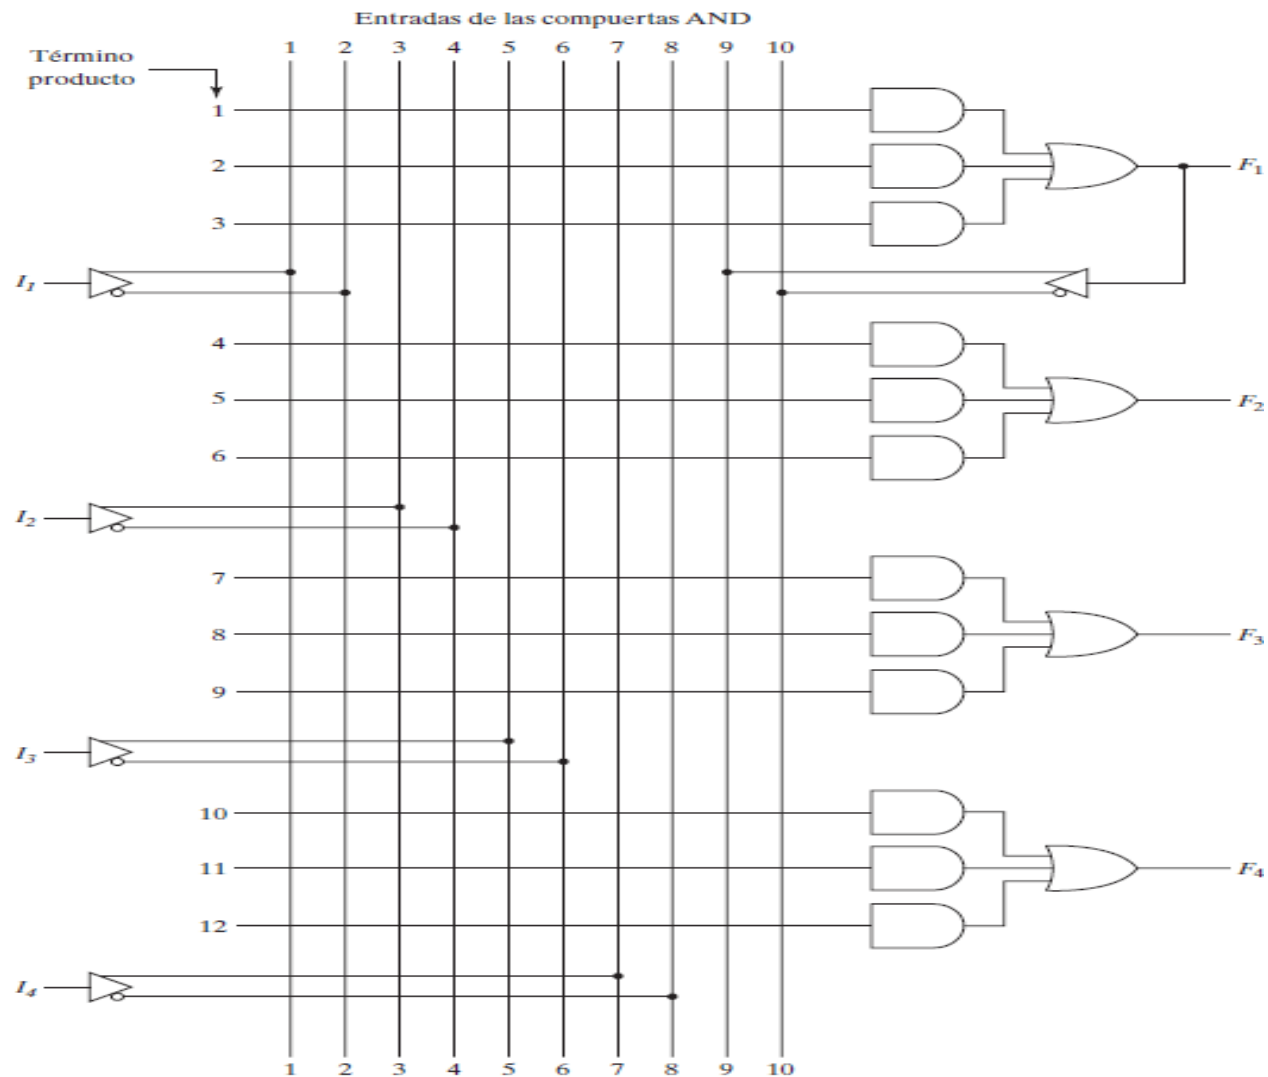 Entradas de las compuertas AND
1 2 3 4 5 6 7 8 9 10
Término
producto
1
2
F1
3
I1
4
5
F2
6
I2
7
8
F3
9
I3
10
11
F4
12
I4
1 2 3 4 5 6 7 8 9 10